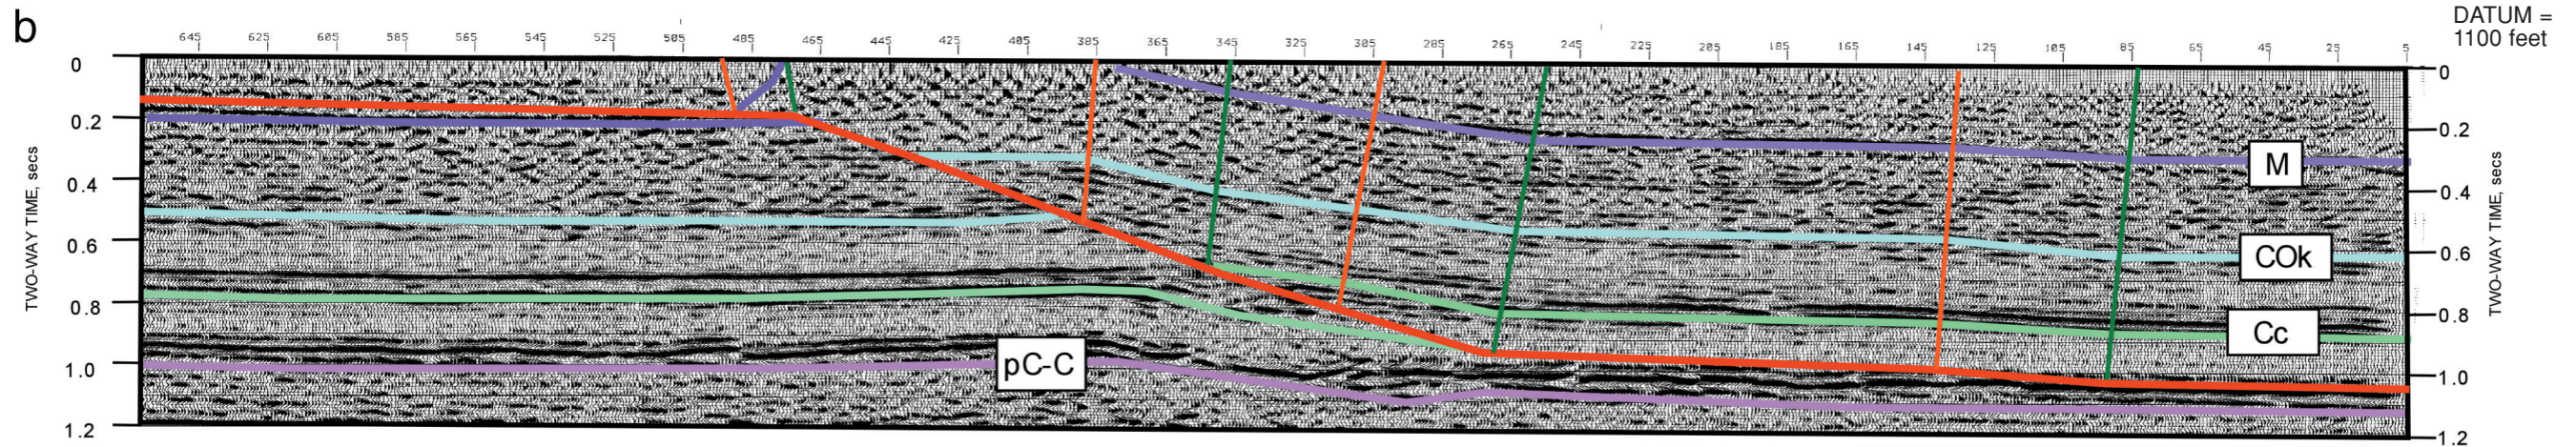 b
DATUM =
1100 feet
645 625 605 585 565 545 525 505 485 465 445 425 405 385 365 345 325 305 285 265 245 225 205 185 165 145 125 105 85 65 45 25 5
TWO-WAY TIME, secs
0
0.2
0.4
0.6
0.8
1.0
1.2
M
COk
Cc
pC-C
0
0.2
0.4
0.6
0.8
1.0
1.2
TWO-WAY TIME, secs